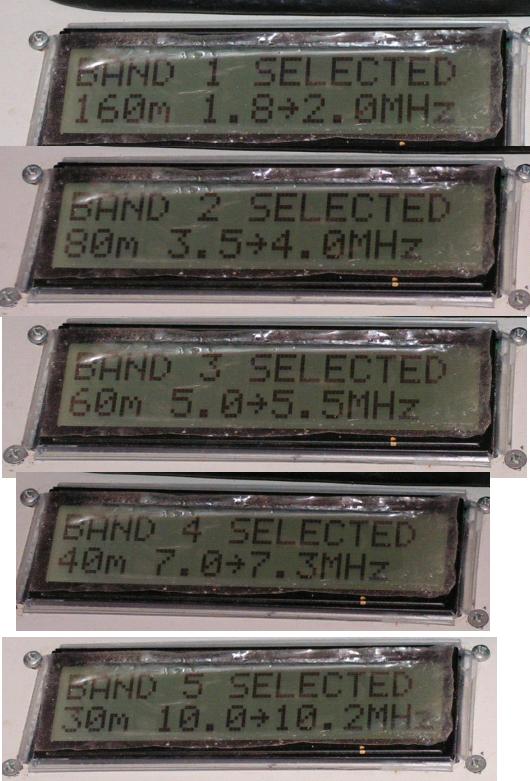 BAND 1 SELECTED
160m 1.8→2.0MHz
BAND 2 SELECTED
80m 3.5→4.0MHz
BAND 3 SELECTED
60m 5.0→5.5MHz
BAND 4 SELECTED
40m 7.0→7.3MHz
BAND 5 SELECTED
30m 10.0→10.2MHz